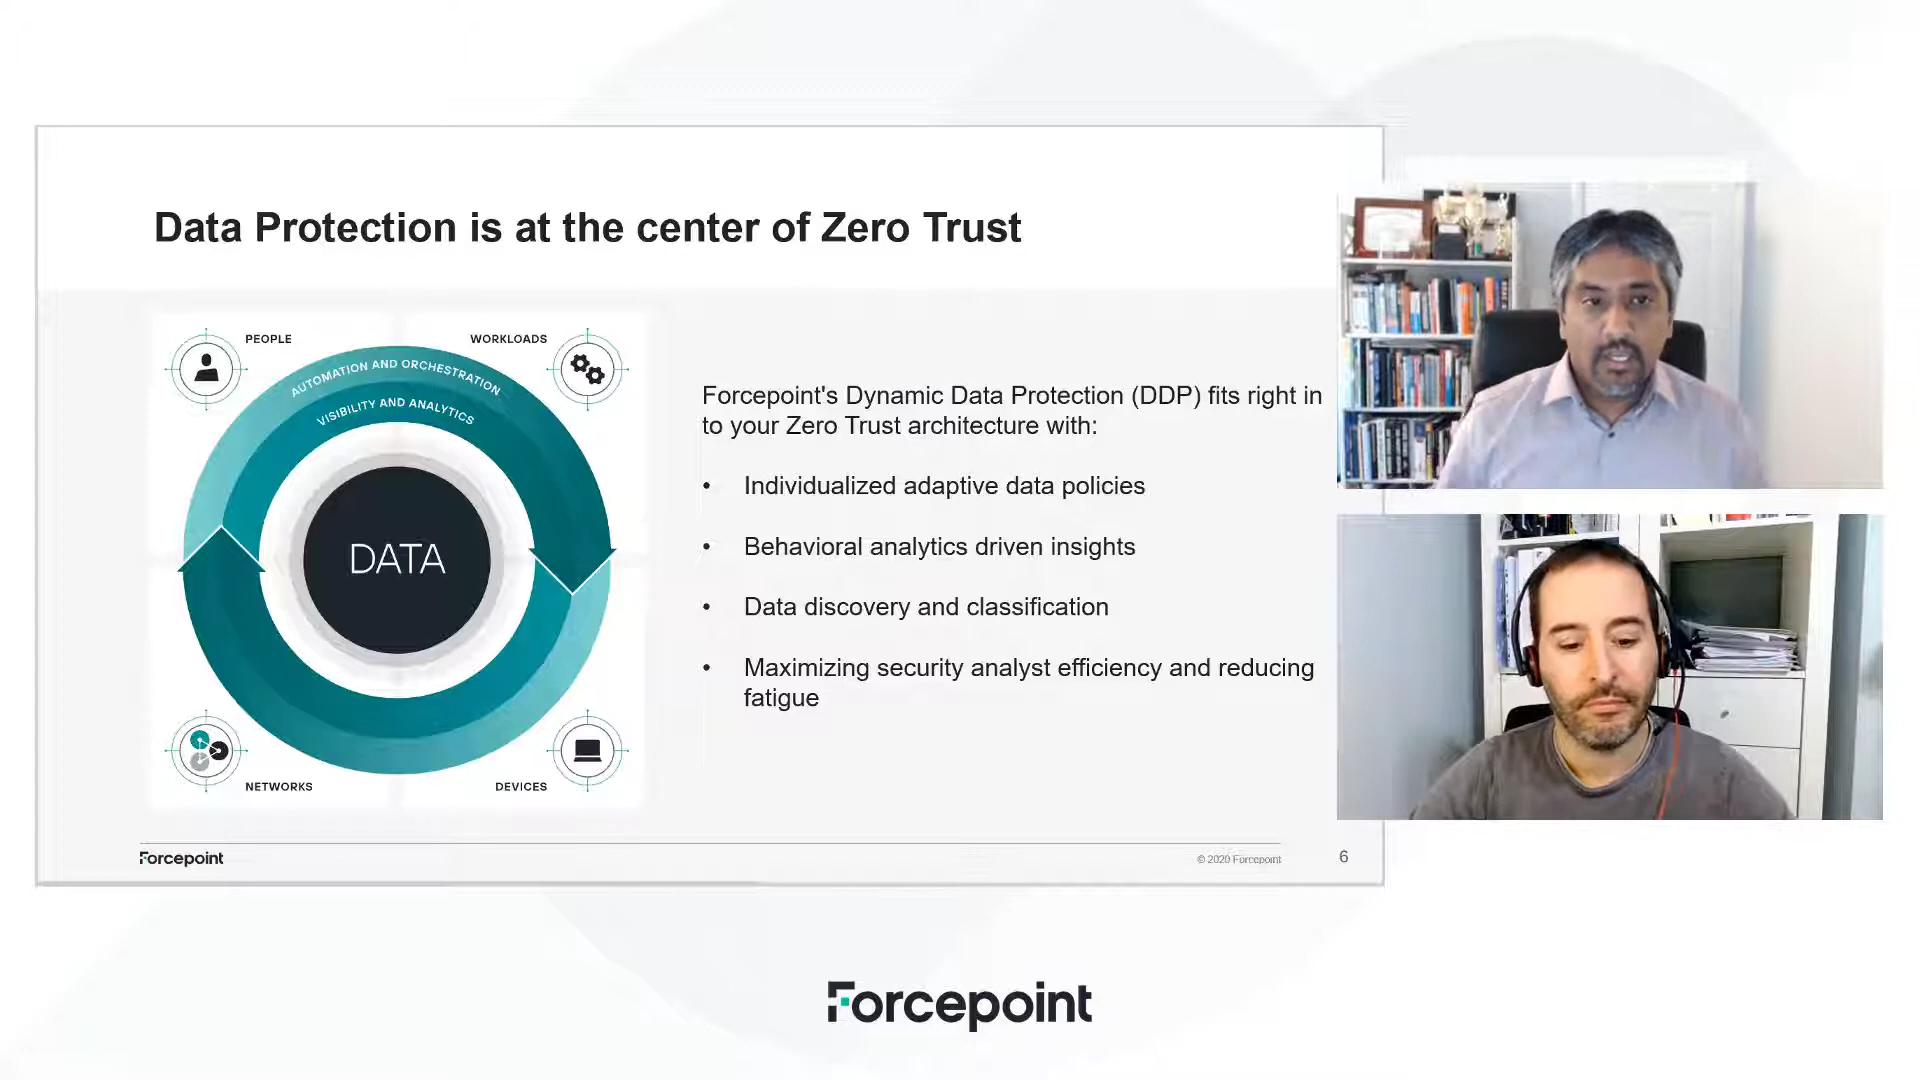 Data Protection is at the center of Zero Trust
PEOPLE
WORKLOADS
AUTOMATION AND ORCHESTRATION
VISIBILITY AND ANALYTICS
DATA
NETWORKS
DEVICES
Forcepoint's Dynamic Data Protection (DDP) fits right in
to your Zero Trust architecture with:
• Individualized adaptive data policies
• Behavioral analytics driven insights
• Data discovery and classification
• Maximizing security analyst efficiency and reducing
fatigue
Forcepoint
© 2020 Forcepoint
6
Forcepoint